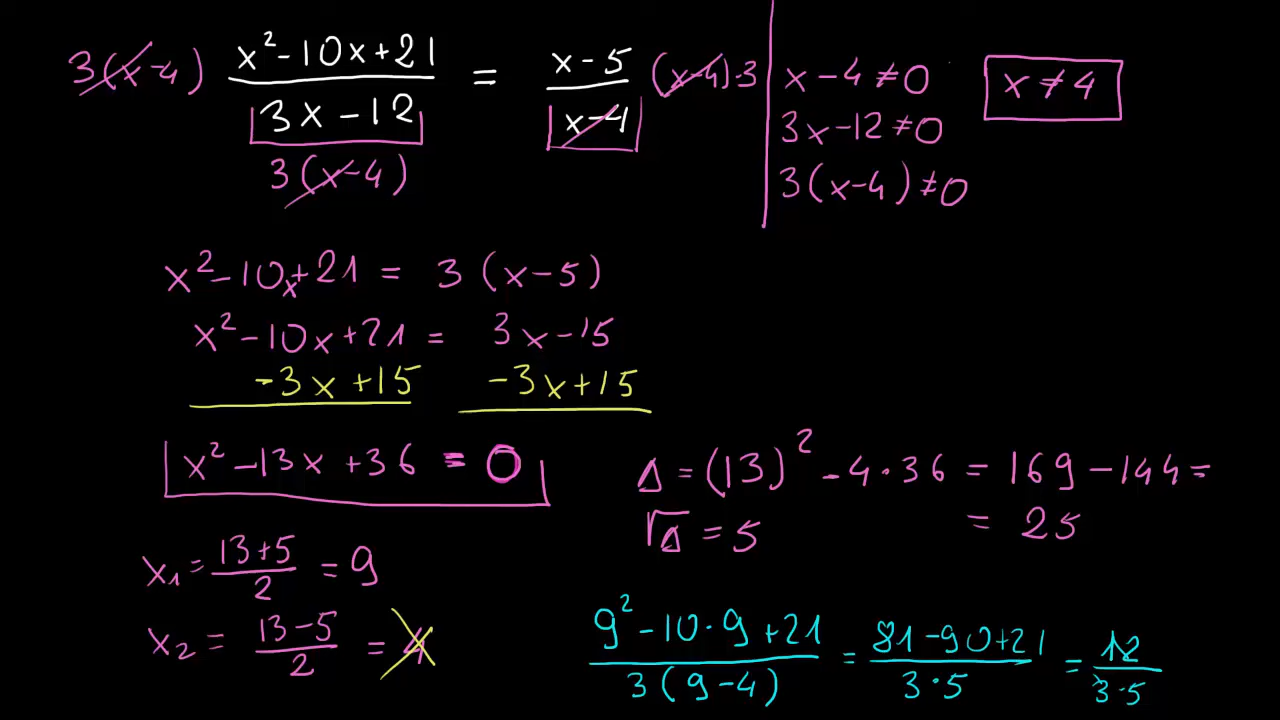 3(x-4) x²-10x+21 / 3x-12 = x-5 / x-4 (x-4)·3
3(x-4)
x-4≠0
3x-12≠0
3(x-4)≠0
x≠4
x²-10x+21 = 3(x-5)
x²-10x+21 = 3x-15
-3x+15 -3x+15
x²-13x+36 = 0
Δ = (13)² -4·36 = 169-144=
= 25
√Δ = 5
x₁ = 13+5 / 2 = 9
x₂ = 13-5 / 2 = 4
9²-10·9+21 / 3(9-4) = 81-90+21 / 3·5 = 12 / 3·5